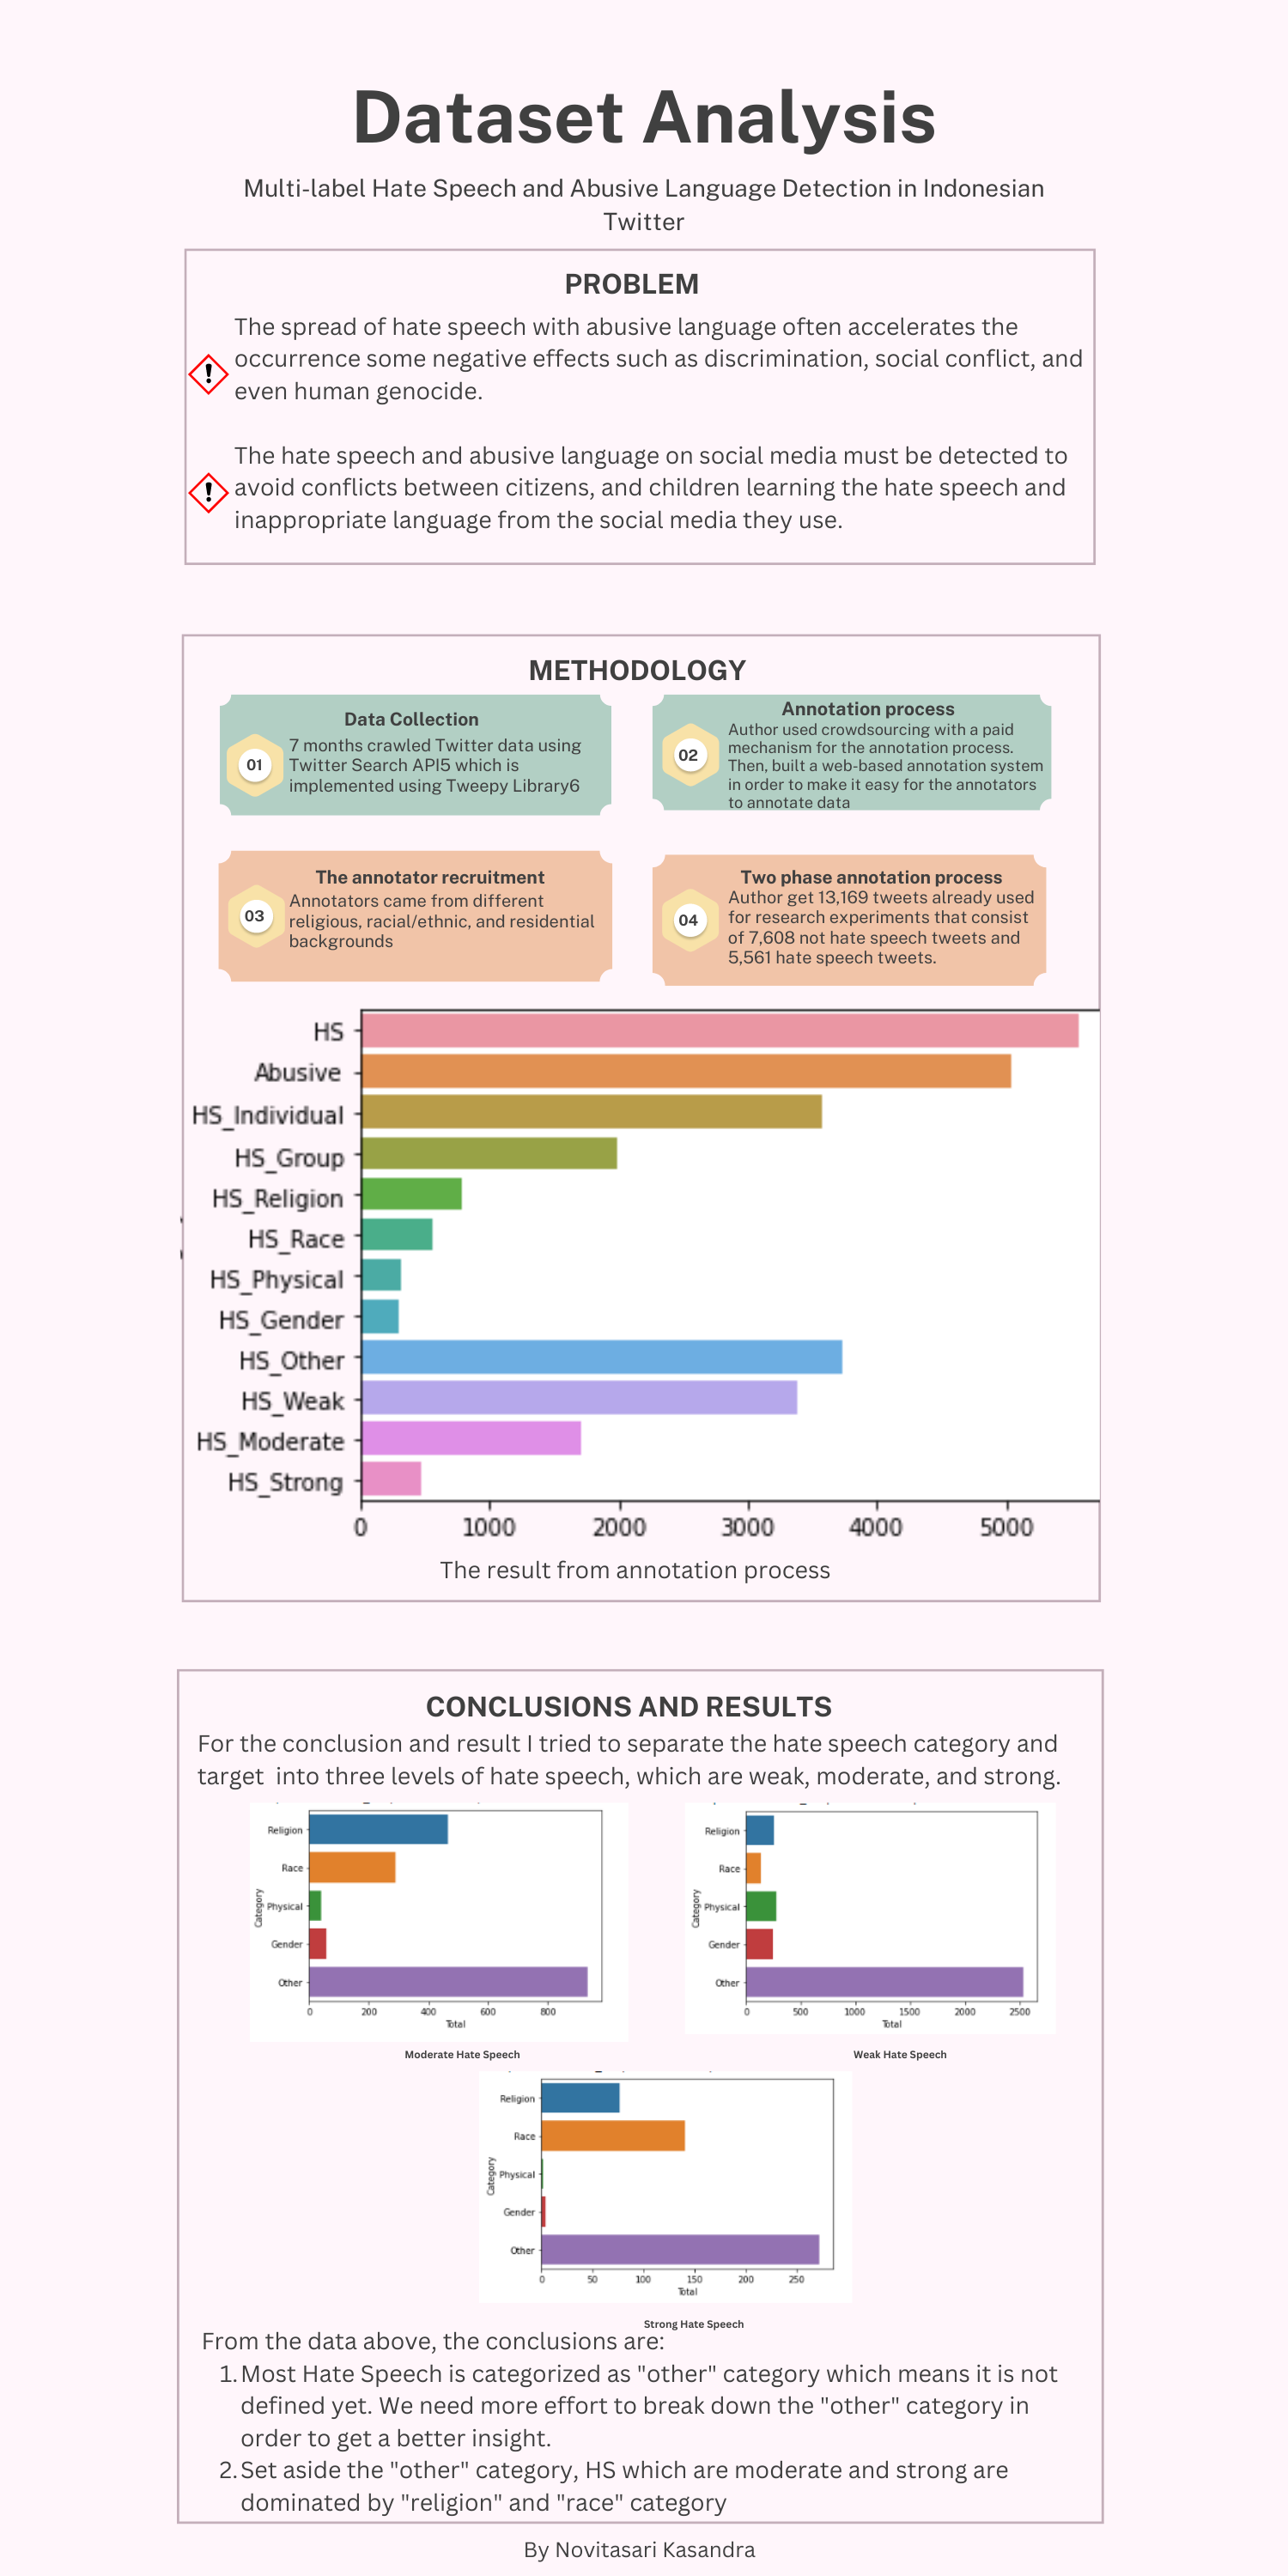 Dataset Analysis
Multi-label Hate Speech and Abusive Language Detection in Indonesian
Twitter
PROBLEM
The spread of hate speech with abusive language often accelerates the
occurrence some negative effects such as discrimination, social conflict, and
even human genocide.
The hate speech and abusive language on social media must be detected to
avoid conflicts between citizens, and children learning the hate speech and
inappropriate language from the social media they use.
METHODOLOGY
Data Collection
01
7 months crawled Twitter data using
Twitter Search API5 which is
implemented using Tweepy Library6
Annotation process
02
Author used crowdsourcing with a paid
mechanism for the annotation process.
Then, built a web-based annotation system
in order to make it easy for the annotators
to annotate data
The annotator recruitment
03
Annotators came from different
religious, racial/ethnic, and residential
backgrounds
Two phase annotation process
04
Author get 13,169 tweets already used
for research experiments that consist
of 7,608 not hate speech tweets and
5,561 hate speech tweets.
HS
Abusive
HS_Individual
HS_Group
HS_Religion
HS_Race
HS_Physical
HS_Gender
HS_Other
HS_Weak
HS_Moderate
HS_Strong
0 1000 2000 3000 4000 5000
The result from annotation process
CONCLUSIONS AND RESULTS
For the conclusion and result I tried to separate the hate speech category and
target into three levels of hate speech, which are weak, moderate, and strong.
Category
Religion
Race
Physical
Gender
Other
0 200 400 600 800
Total
Moderate Hate Speech
Category
Religion
Race
Physical
Gender
Other
0 500 1000 1500 2000 2500
Total
Weak Hate Speech
Category
Religion
Race
Physical
Gender
Other
0 50 100 150 200 250
Total
Strong Hate Speech
From the data above, the conclusions are:
1. Most Hate Speech is categorized as "other" category which means it is not
defined yet. We need more effort to break down the "other" category in
order to get a better insight.
2. Set aside the "other" category, HS which are moderate and strong are
dominated by "religion" and "race" category
By Novitasari Kasandra